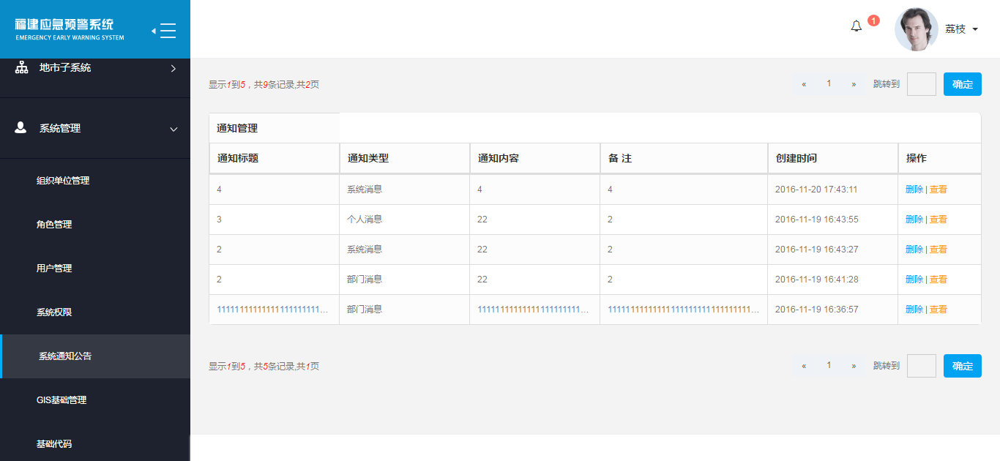 福建应急预警系统
EMERGENCY EARLY WARNING SYSTEM
1
荔枝
地市子系统
系统管理
组织单位管理
角色管理
用户管理
系统权限
系统通知公告
GIS基础管理
基础代码
显示1到5，共9条记录,共2页
« 1 » 跳转到 确定
通知管理
通知标题 通知类型 通知内容 备 注 创建时间 操作
4 系统消息 4 4 2016-11-20 17:43:11 删除 | 查看
3 个人消息 22 2 2016-11-19 16:43:55 删除 | 查看
2 系统消息 22 2 2016-11-19 16:43:27 删除 | 查看
2 部门消息 22 2 2016-11-19 16:41:28 删除 | 查看
11111111111111111111111... 部门消息 11111111111111111111111... 1111111111111111111111111111111... 2016-11-19 16:36:57 删除 | 查看
显示1到5，共5条记录,共1页
« 1 » 跳转到 确定